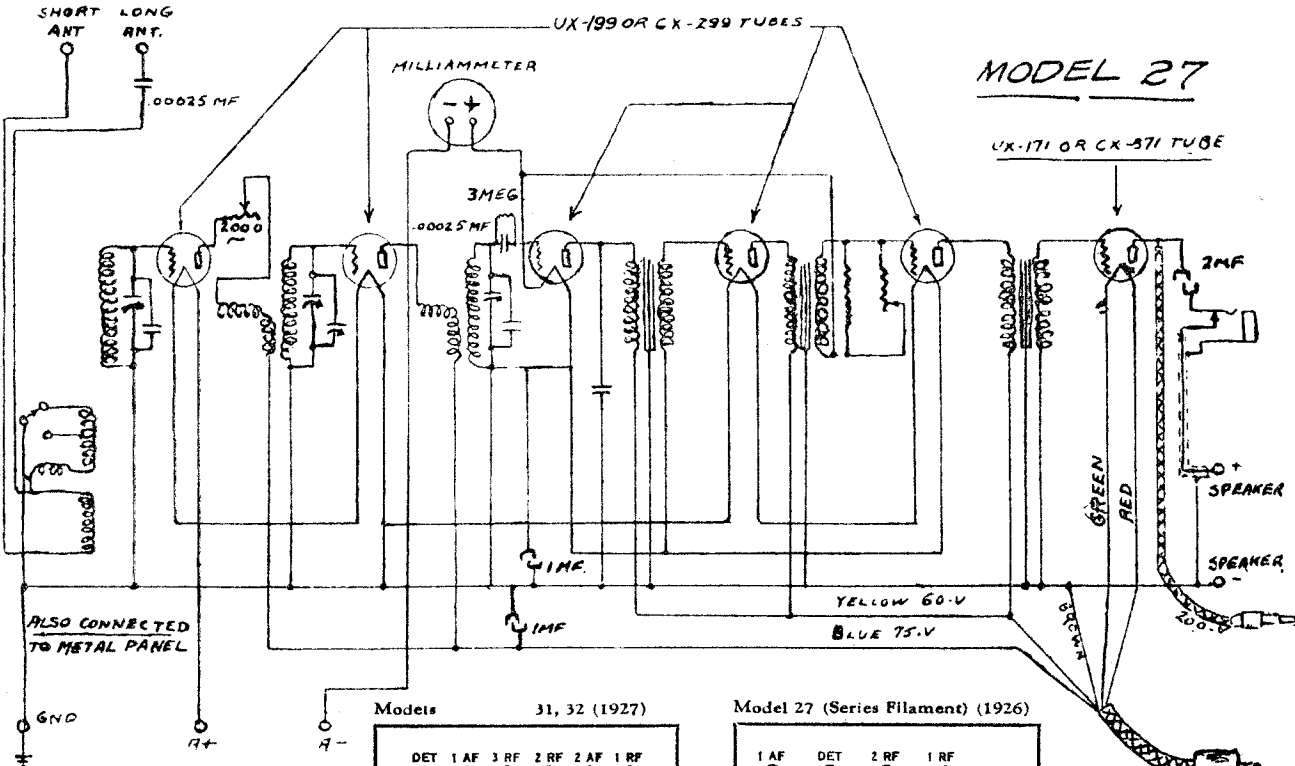 SHORT ANT
LONG ANT.
.00025 MF
UX-199 OR CX-299 TUBES
MILLIAMMETER
MODEL 27
UX-171 OR CX-371 TUBE
2000
~
3 MEG
.00025 MF
2MF
GREEN
RED
+
SPEAKER
SPEAKER
-
1MF.
1MF
YELLOW 60-V
BLUE 75-V
BROWN
200-V
ALSO CONNECTED
TO METAL PANEL
GND
A+
A-
Models 31, 32 (1927)
DET 1 AF 3 RF 2 RF 2 AF 1 RF
Model 27 (Series Filament) (1926)
1 AF DET 2 RF 1 RF